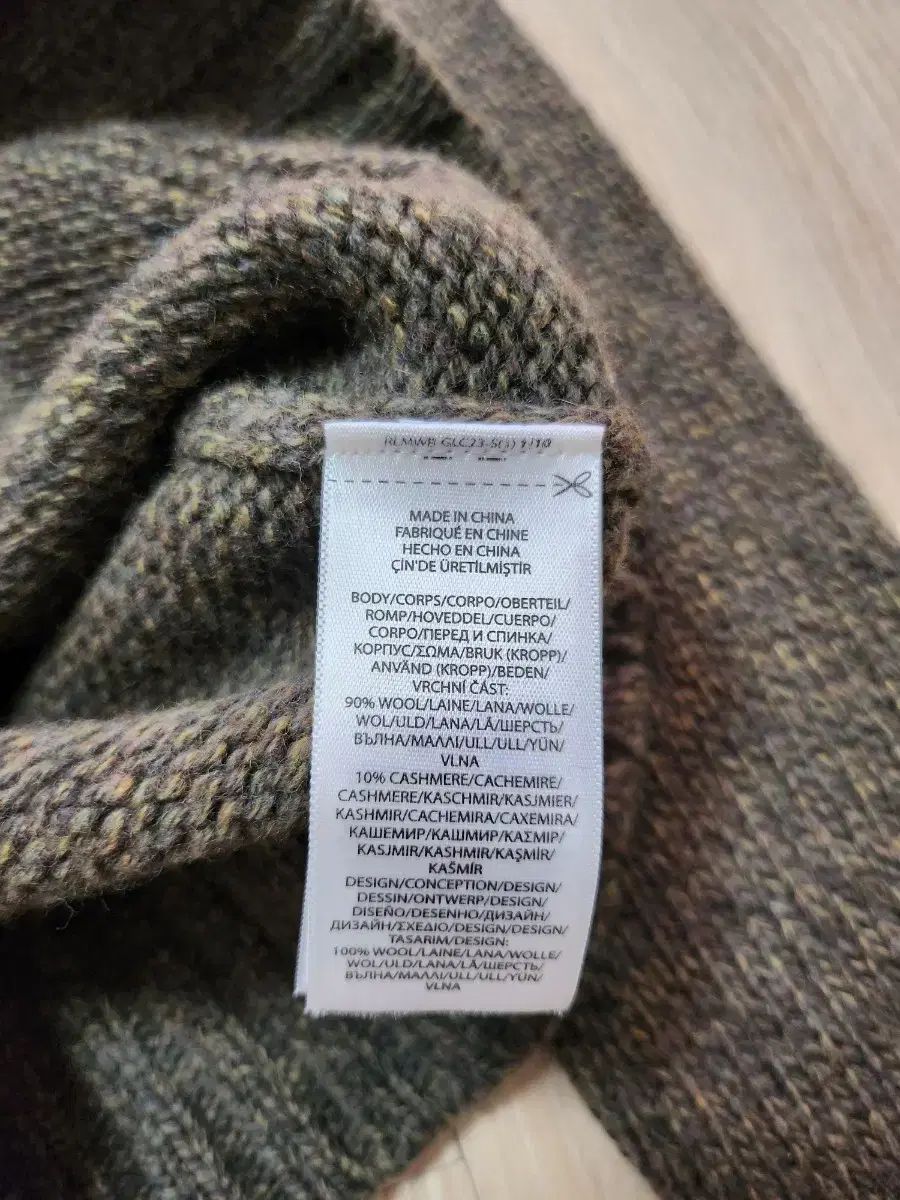 RLMWB GLC23-S(3) 1/10
MADE IN CHINA
FABRIQUÉ EN CHINE
HECHO EN CHINA
ÇİN'DE ÜRETİLMİŞTİR
BODY/CORPS/CORPO/OBERTEIL/
ROMP/HOVEDDEL/CUERPO/
CORPO/ПЕРЕД И СПИНКА/
КОРПУС/ΣΩΜΑ/BRUK (KROPP)/
ANVÄND (KROPP)/BEDEN/
VRCHNÍ ČÁST:
90% WOOL/LAINE/LANA/WOLLE/
WOL/ULD/LANA/LÃ/ШЕРСТЬ/
ВЪЛНА/ΜΑΛΛΙ/ULL/ULL/YÜN/
VLNA
10% CASHMERE/CACHEMIRE/
CASHMERE/KASCHMIR/KASJMIER/
KASHMIR/CACHEMIRA/CAXEMIRA/
КАШЕМИР/КАШМИР/ΚΑΣΜΙΡ/
KASJMIR/KASHMIR/KAŞMİR/
KAŠMÍR
DESIGN/CONCEPTION/DESIGN/
DESSIN/ONTWERP/DESIGN/
DISEÑO/DESENHO/ДИЗАЙН/
ДИЗАЙН/ΣΧΕΔΙΟ/DESIGN/DESIGN/
TASARIM/DESIGN:
100% WOOL/LAINE/LANA/WOLLE/
WOL/ULD/LANA/LÃ/ШЕРСТЬ/
ВЪЛНА/ΜΑΛΛΙ/ULL/ULL/YÜN/
VLNA